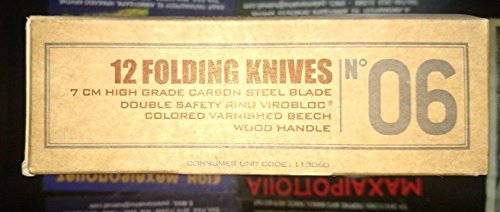 12 FOLDING KNIVES
7 CM HIGH GRADE CARBON STEEL BLADE
DOUBLE SAFETY RING VIROBLOC®
COLORED VARNISHED BEECH
WOOD HANDLE
N° 06
CONSUMER UNIT CODE: 113060
ΜΑΧΑΙΡΟΠΟΙΙΑ